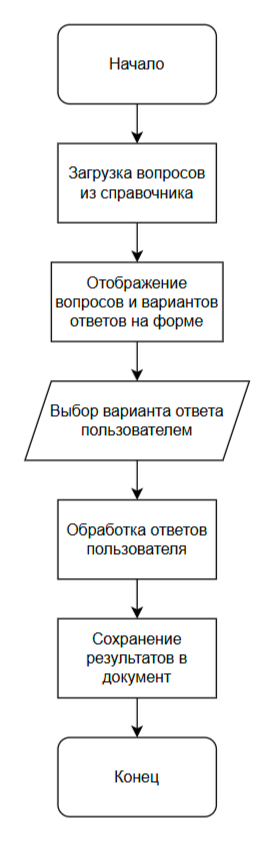 Начало
Загрузка вопросов
из справочника
Отображение
вопросов и вариантов
ответов на форме
Выбор варианта ответа
пользователем
Обработка ответов
пользователя
Сохранение
результатов в
документ
Конец